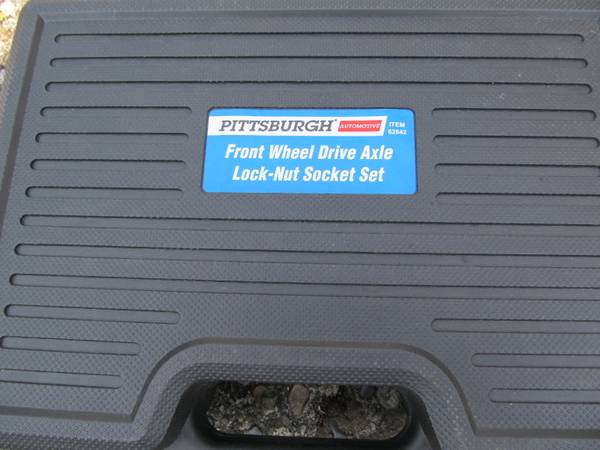 PITTSBURGH AUTOMOTIVE ITEM
62842
Front Wheel Drive Axle
Lock-Nut Socket Set